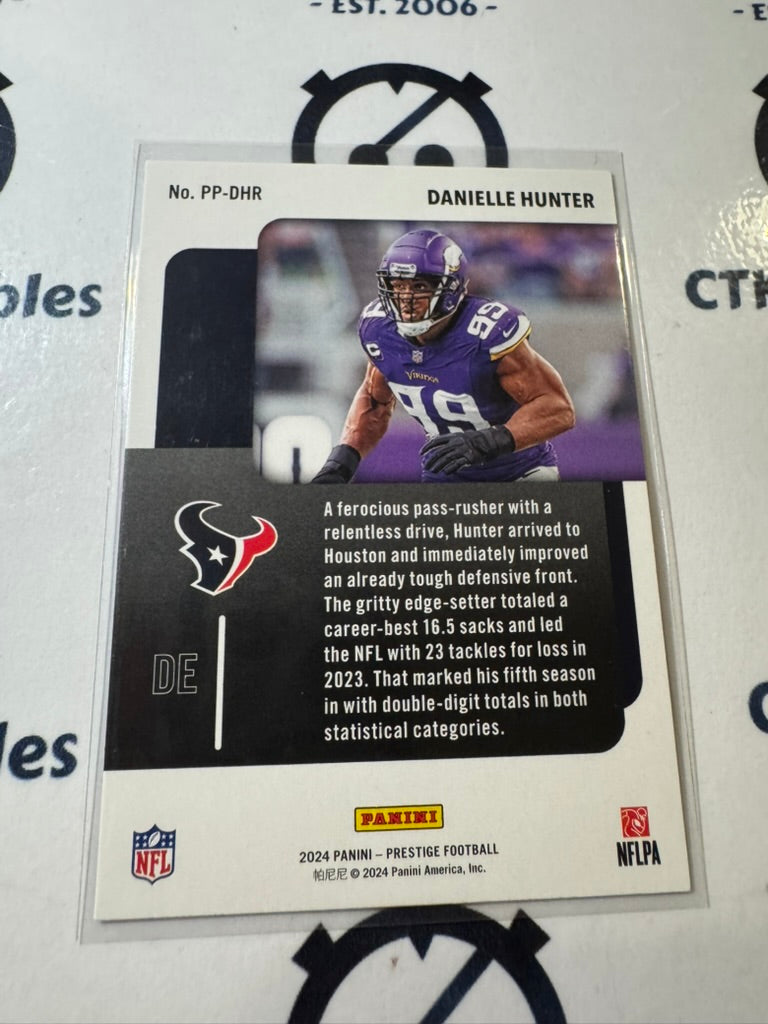 - EST. 2006 -
No. PP-DHR
DANIELLE HUNTER
99
99
C
VIKINGS
bles
CTK
A ferocious pass-rusher with a
relentless drive, Hunter arrived to
Houston and immediately improved
an already tough defensive front.
The gritty edge-setter totaled a
career-best 16.5 sacks and led
the NFL with 23 tackles for loss in
2023. That marked his fifth season
in with double-digit totals in both
statistical categories.
DE
bles
PANINI
NFL
2024 PANINI – PRESTIGE FOOTBALL
帕尼尼 © 2024 Panini America, Inc.
NFLPA